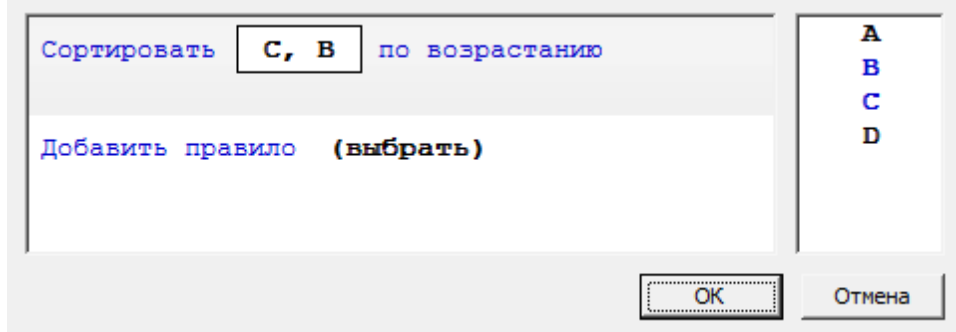 Сортировать C, B по возрастанию
Добавить правило (выбрать)
A
B
C
D
OK Отмена